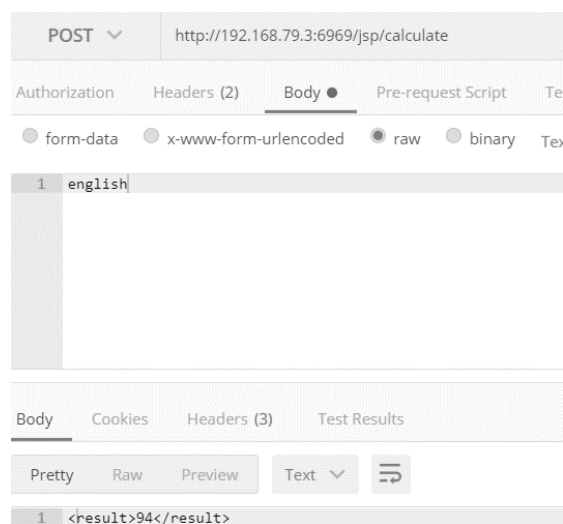 POST http://192.168.79.3:6969/jsp/calculate
Authorization Headers (2) Body Pre-request Script
form-data x-www-form-urlencoded raw binary
1 english
Body Cookies Headers (3) Test Results
Pretty Raw Preview Text
1 <result>94</result>